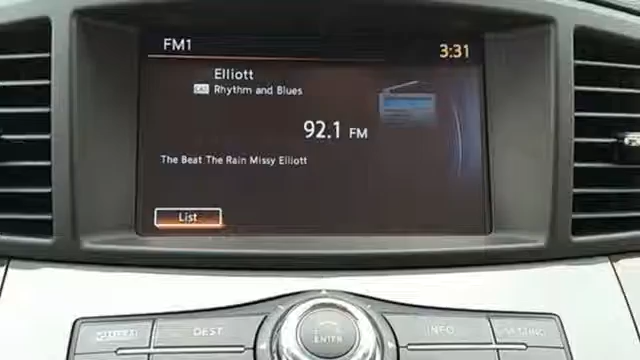 FM1
3:31
Elliott
Rhythm and Blues
92.1 FM
The Beat The Rain Missy Elliott
List
DEST
INFO
SETTING
ENTER